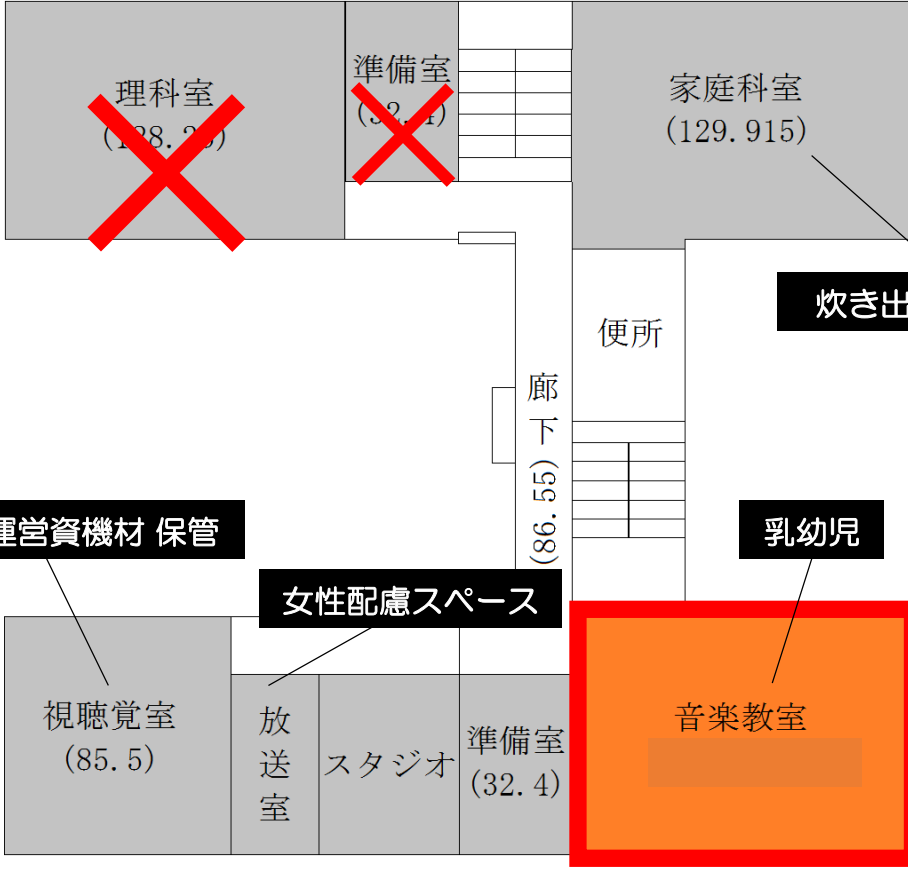 理科室
準備室
家庭科室
(129.915)
炊き出
便所
廊下(86.55)
運営資機材 保管
乳幼児
女性配慮スペース
視聴覚室
(85.5)
放送室
スタジオ
準備室
(32.4)
音楽教室